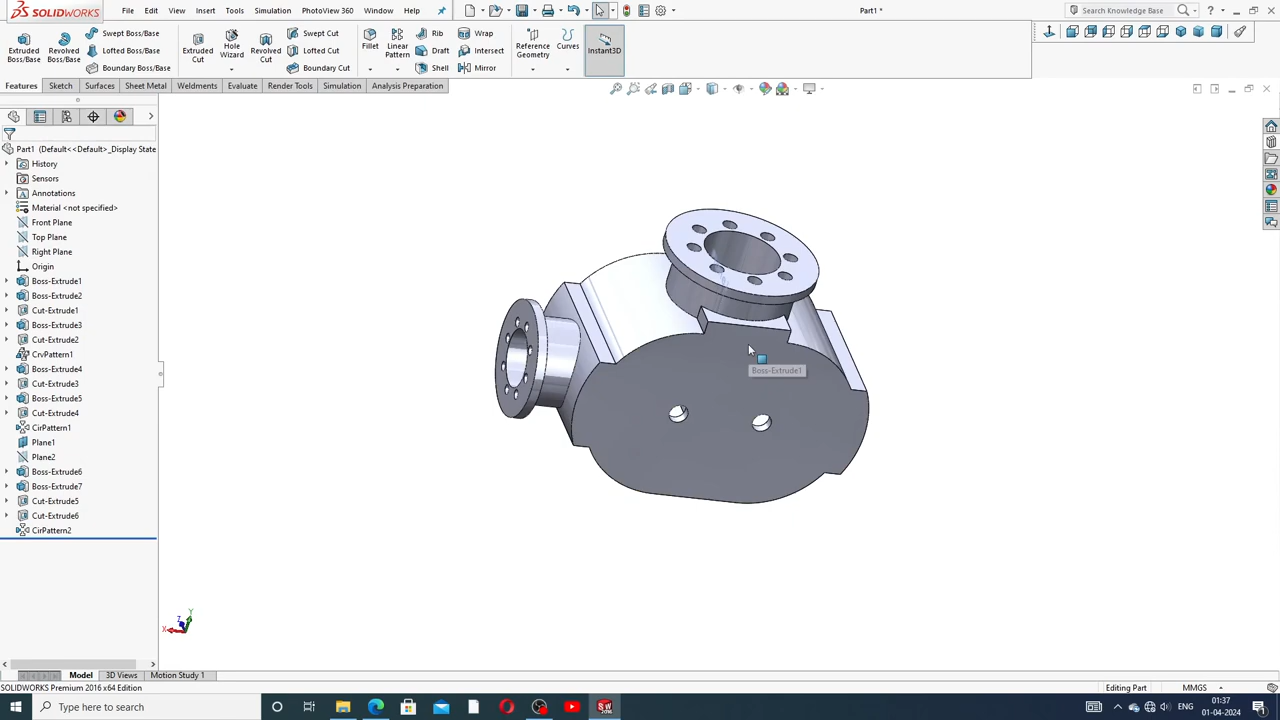 SOLIDWORKS File Edit View Insert Tools Simulation PhotoView 360 Window Help Part1 * Search Knowledge Base
Extruded Boss/Base
Revolved Boss/Base
Swept Boss/Base
Lofted Boss/Base
Boundary Boss/Base
Extruded Cut
Hole Wizard
Revolved Cut
Swept Cut
Lofted Cut
Boundary Cut
Fillet
Linear Pattern
Rib
Draft
Shell
Wrap
Intersect
Mirror
Reference Geometry
Curves
Instant3D
Features Sketch Surfaces Sheet Metal Weldments Evaluate Render Tools Simulation Analysis Preparation
Part1 (Default<<Default>_Display State
History
Sensors
Annotations
Material <not specified>
Front Plane
Top Plane
Right Plane
Origin
Boss-Extrude1
Boss-Extrude2
Cut-Extrude1
Boss-Extrude3
Cut-Extrude2
CrvPattern1
Boss-Extrude4
Cut-Extrude3
Boss-Extrude5
Cut-Extrude4
CirPattern1
Plane1
Plane2
Boss-Extrude6
Boss-Extrude7
Cut-Extrude5
Cut-Extrude6
CirPattern2
Boss-Extrude1
Y
Z
X
Model 3D Views Motion Study 1
SOLIDWORKS Premium 2016 x64 Edition Editing Part MMGS
Type here to search ENG 01:37
01-04-2024